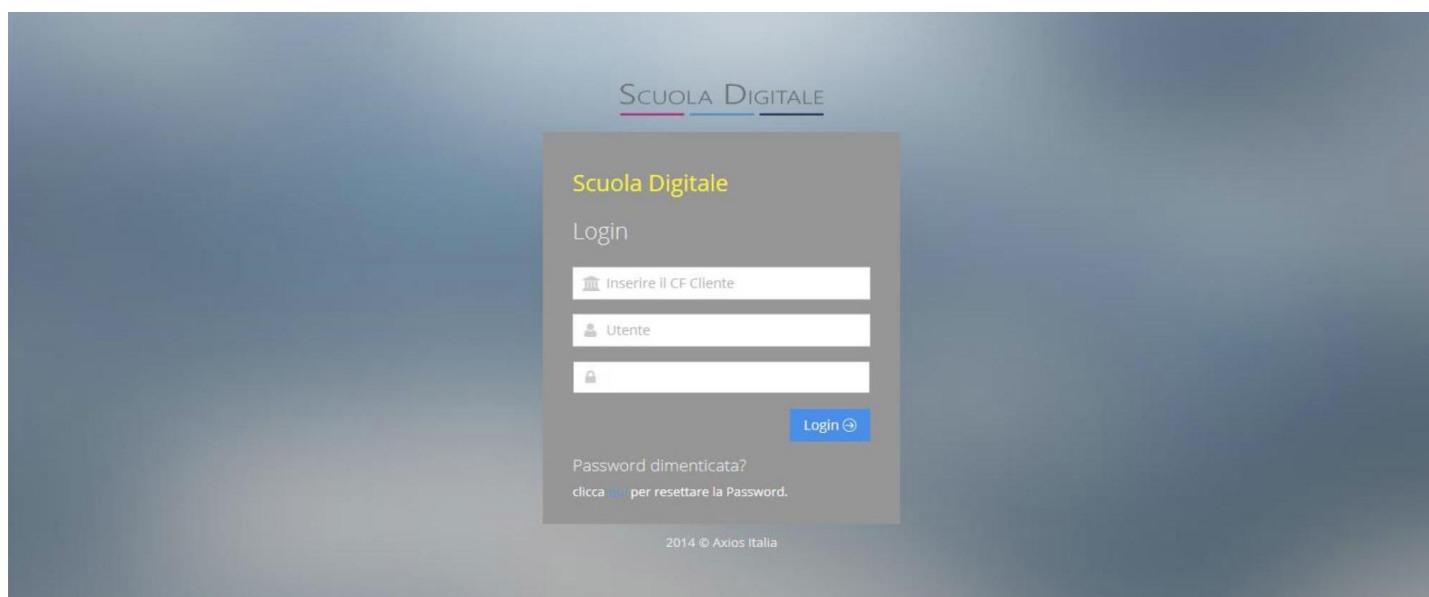 SCUOLA DIGITALE
Scuola Digitale
Login
Inserire il CF Cliente
Utente
Login
Password dimenticata?
clicca qui per resettare la Password.
2014 © Axios Italia